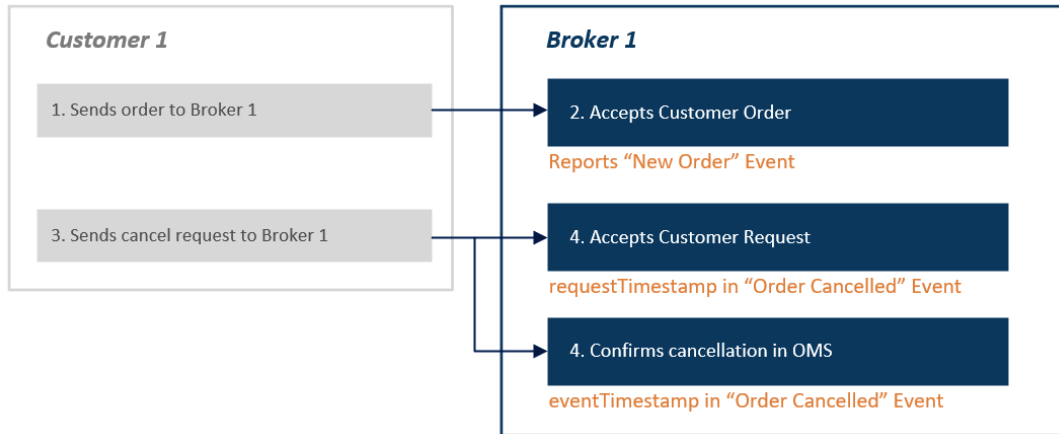 Customer 1
1. Sends order to Broker 1
3. Sends cancel request to Broker 1
Broker 1
2. Accepts Customer Order
Reports “New Order” Event
4. Accepts Customer Request
requestTimestamp in “Order Cancelled” Event
4. Confirms cancellation in OMS
eventTimestamp in “Order Cancelled” Event